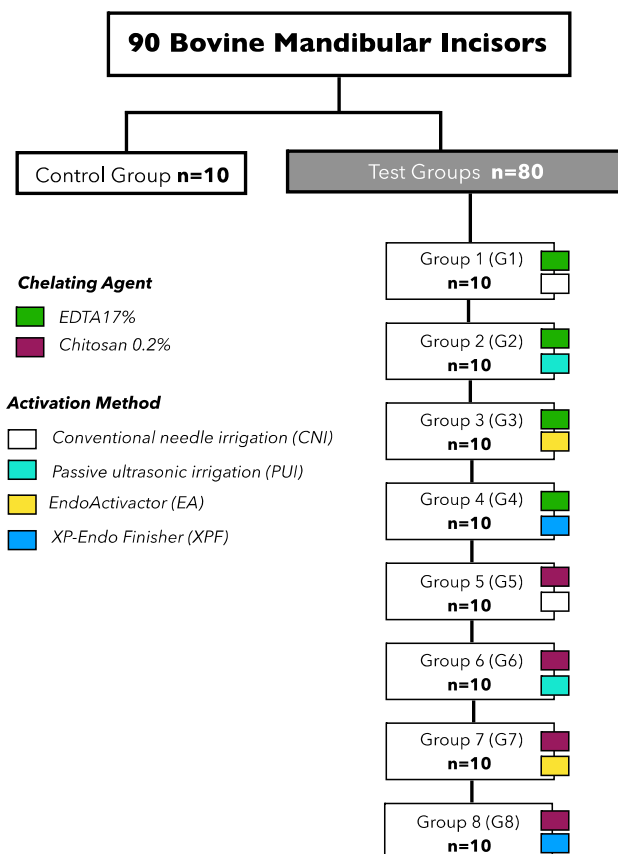 90 Bovine Mandibular Incisors
Control Group n=10
Test Groups n=80
Group 1 (G1)
n=10
Chelating Agent
EDTA17%
Chitosan 0.2%
Group 2 (G2)
n=10
Activation Method
Conventional needle irrigation (CNI)
Passive ultrasonic irrigation (PUI)
EndoActivactor (EA)
XP-Endo Finisher (XPF)
Group 3 (G3)
n=10
Group 4 (G4)
n=10
Group 5 (G5)
n=10
Group 6 (G6)
n=10
Group 7 (G7)
n=10
Group 8 (G8)
n=10